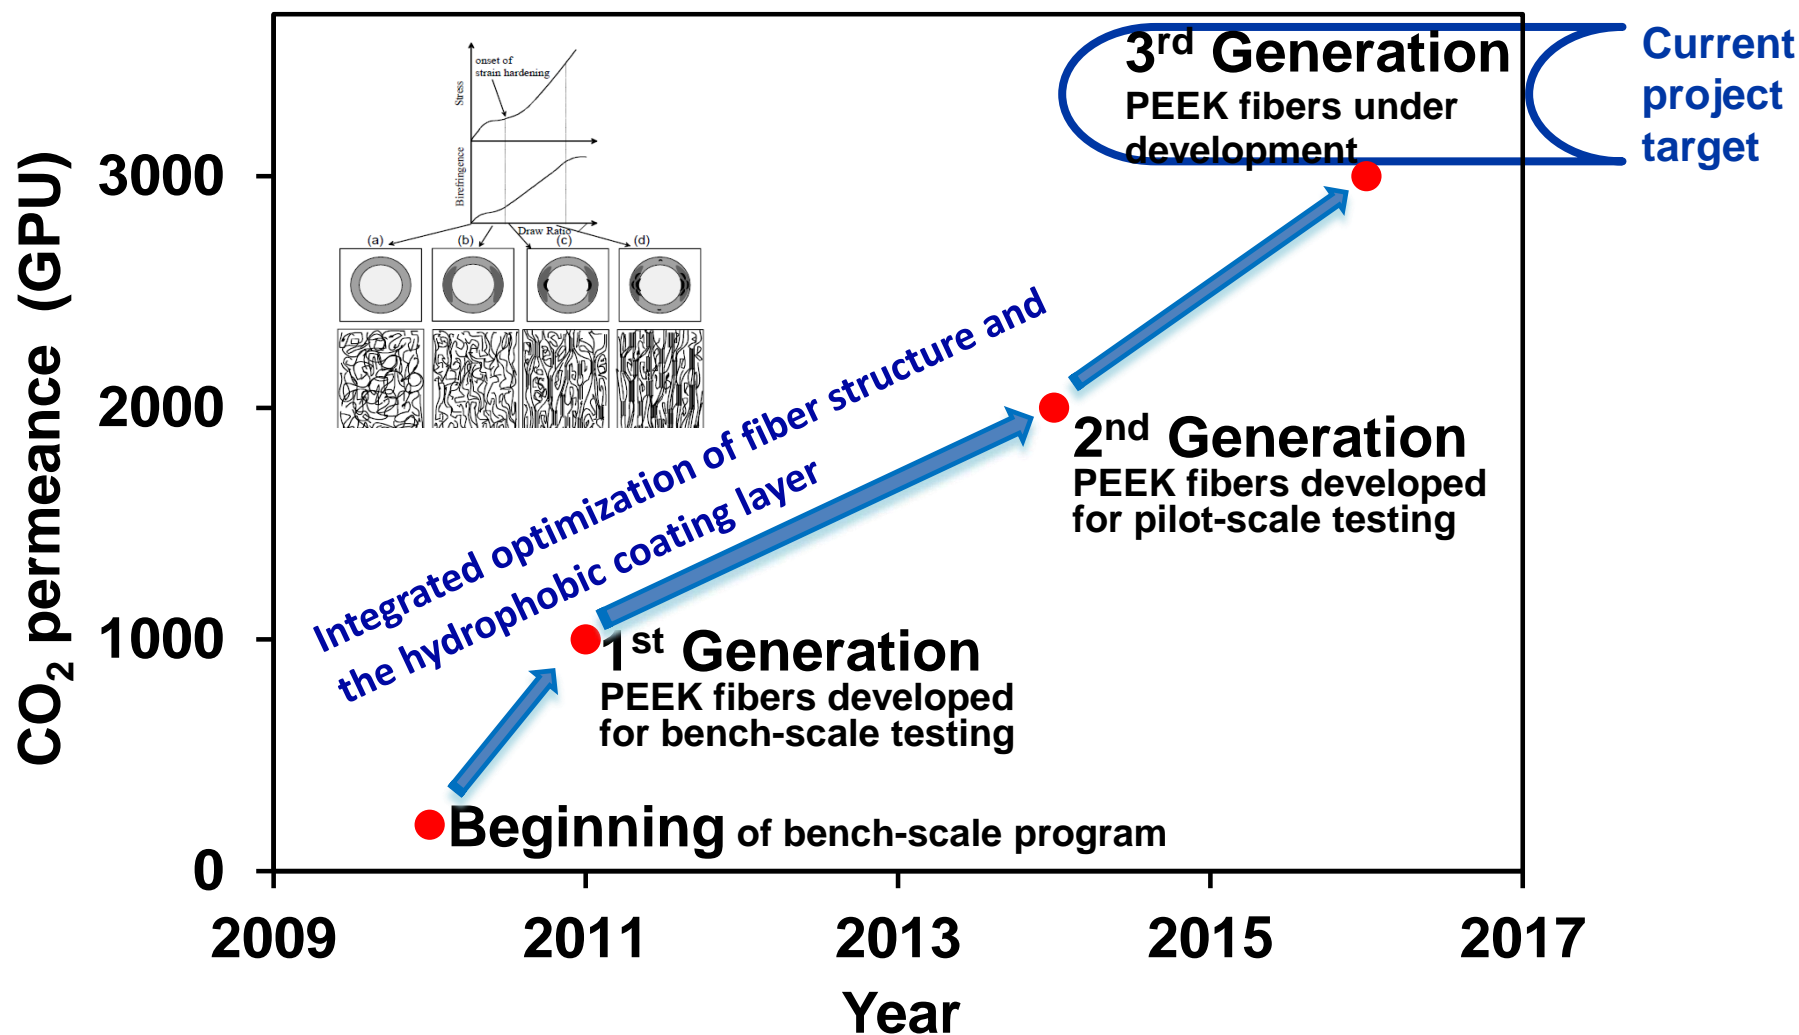 CO2 permeance (GPU)
3000
2000
1000
0
2009
2011
2013
2015
2017
Year
onset of
strain hardening
Stress
Birefringence
Draw Ratio
(a)
(b)
(c)
(d)
Integrated optimization of fiber structure and
the hydrophobic coating layer
3rd Generation
PEEK fibers under
development
Current
project
target
2nd Generation
PEEK fibers developed
for pilot-scale testing
1st Generation
PEEK fibers developed
for bench-scale testing
Beginning of bench-scale program